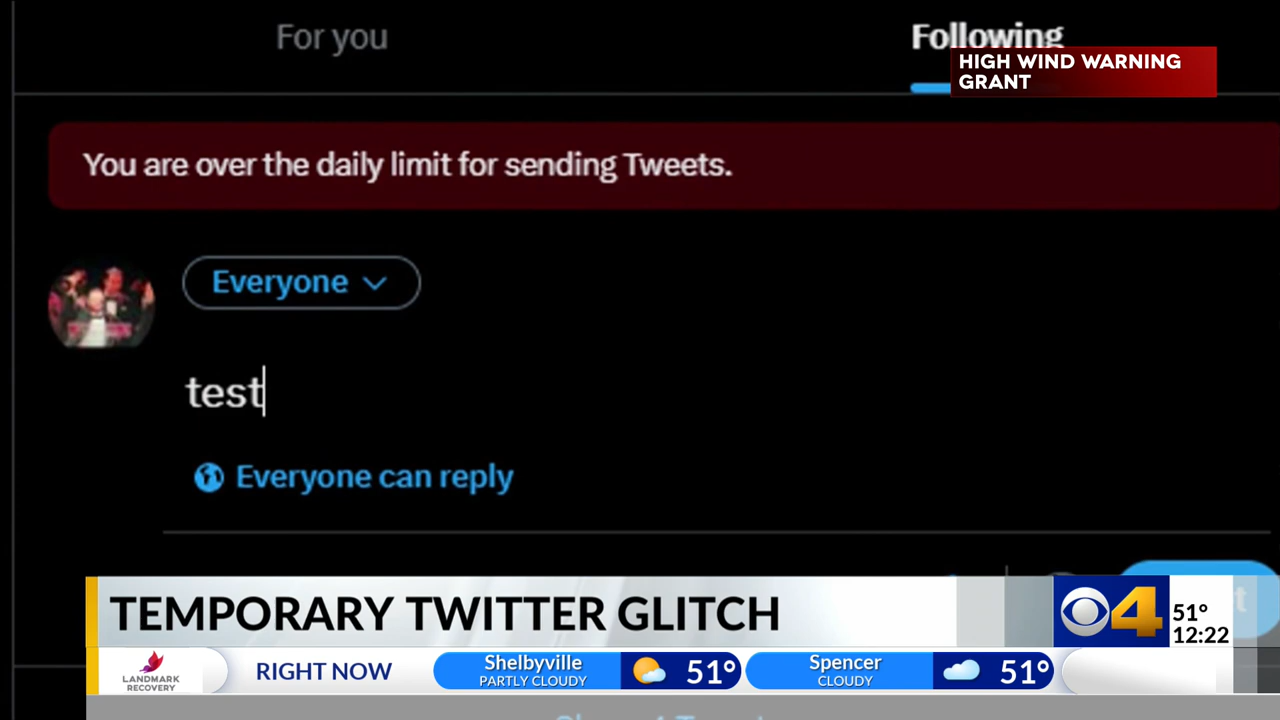 For you
Following
HIGH WIND WARNING
GRANT
You are over the daily limit for sending Tweets.
Everyone
test
Everyone can reply
TEMPORARY TWITTER GLITCH
4
51°
12:22
LANDMARK
RECOVERY
RIGHT NOW
Shelbyville
PARTLY CLOUDY
51°
Spencer
CLOUDY
51°